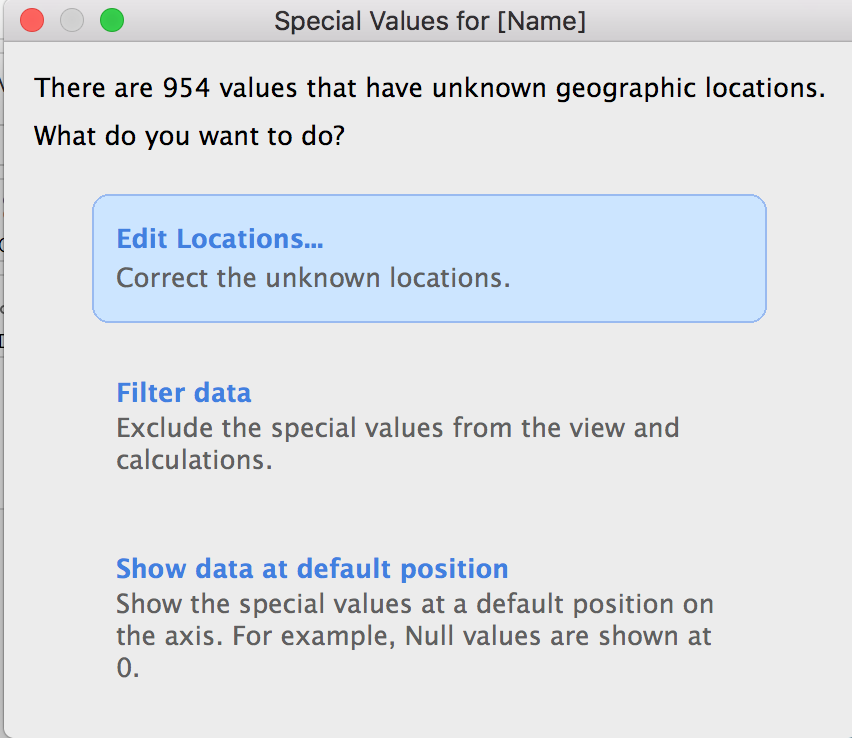 Special Values for [Name]
There are 954 values that have unknown geographic locations.
What do you want to do?
Edit Locations...
Correct the unknown locations.
Filter data
Exclude the special values from the view and
calculations.
Show data at default position
Show the special values at a default position on
the axis. For example, Null values are shown at
0.